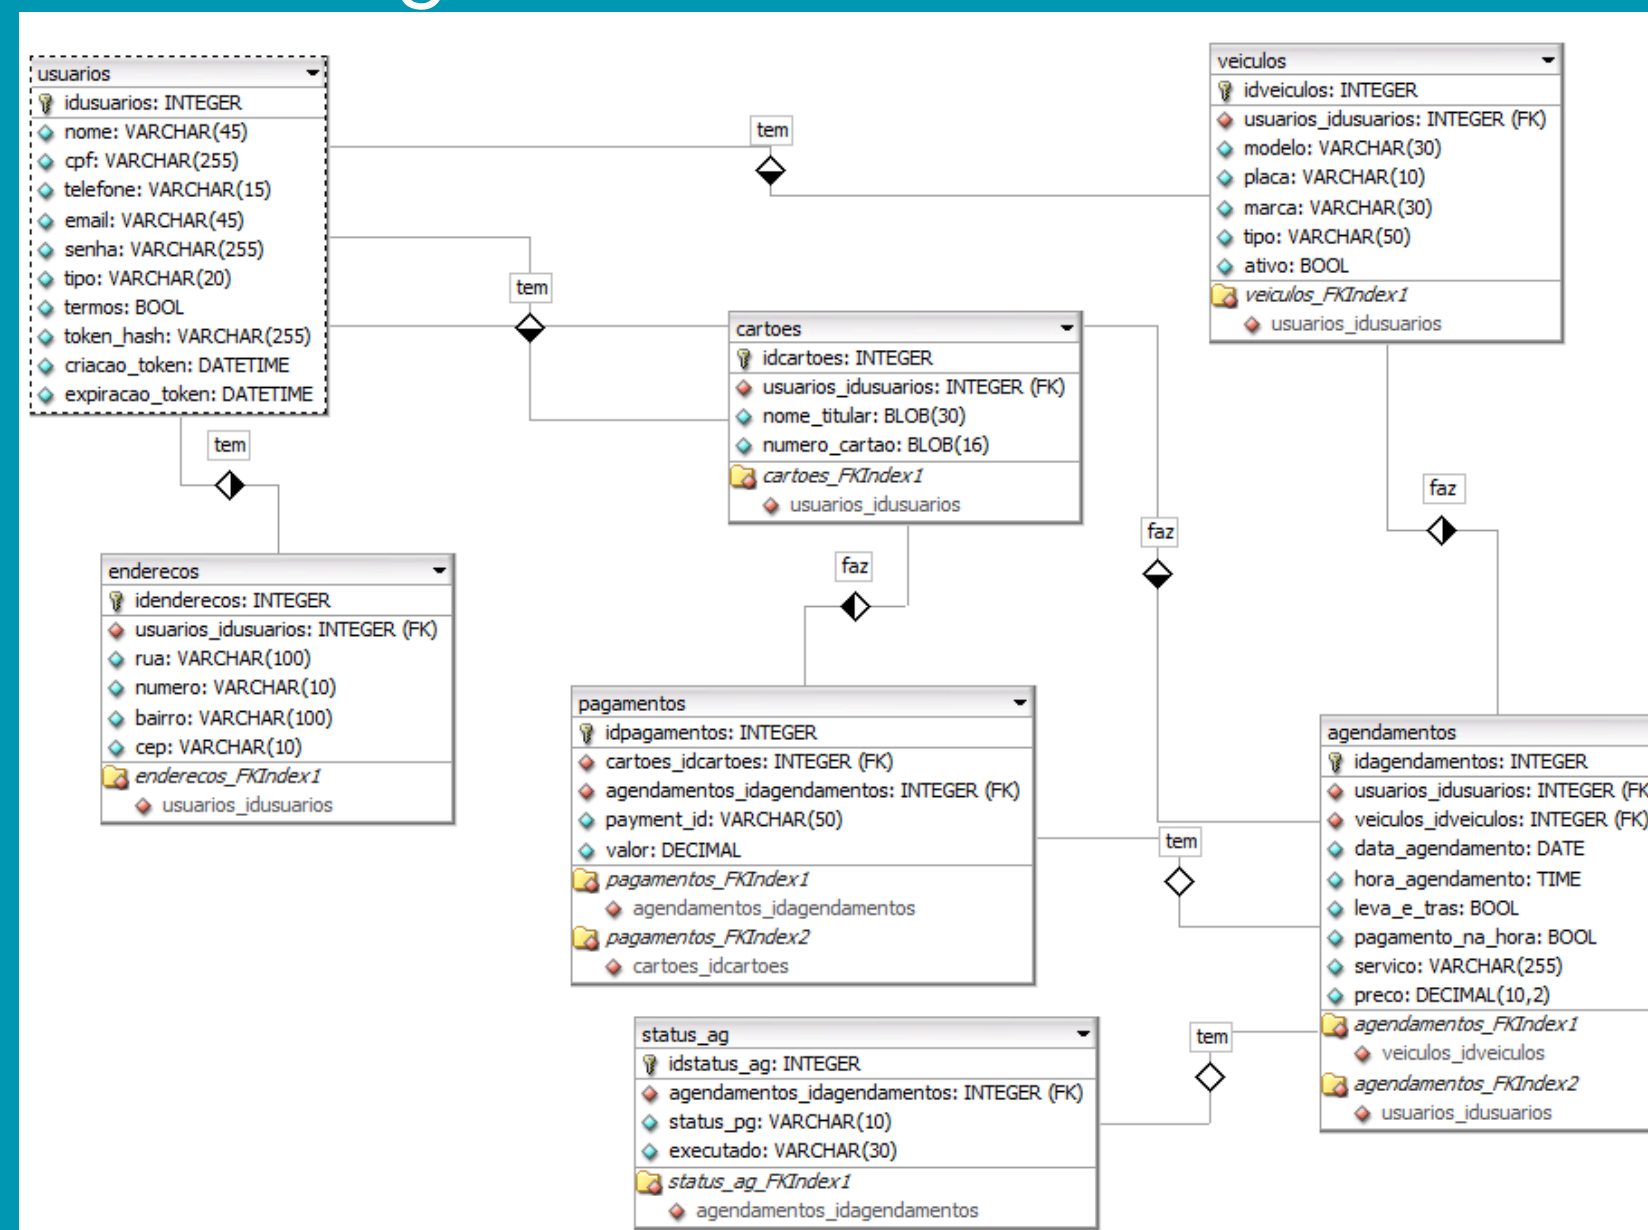 usuarios
idusuarios: INTEGER
nome: VARCHAR(45)
cpf: VARCHAR(255)
telefone: VARCHAR(15)
email: VARCHAR(45)
senha: VARCHAR(255)
tipo: VARCHAR(20)
termos: BOOL
token_hash: VARCHAR(255)
criacao_token: DATETIME
expiracao_token: DATETIME
tem
veiculos
idveiculos: INTEGER
usuarios_idusuarios: INTEGER (FK)
modelo: VARCHAR(30)
placa: VARCHAR(10)
marca: VARCHAR(30)
tipo: VARCHAR(50)
ativo: BOOL
veiculos_FKIndex1
usuarios_idusuarios
tem
cartoes
idcartoes: INTEGER
usuarios_idusuarios: INTEGER (FK)
nome_titular: BLOB(30)
numero_cartao: BLOB(16)
cartoes_FKIndex1
usuarios_idusuarios
tem
faz
faz
faz
enderecos
idenderecos: INTEGER
usuarios_idusuarios: INTEGER (FK)
rua: VARCHAR(100)
numero: VARCHAR(10)
bairro: VARCHAR(100)
cep: VARCHAR(10)
enderecos_FKIndex1
usuarios_idusuarios
pagamentos
idpagamentos: INTEGER
cartoes_idcartoes: INTEGER (FK)
agendamentos_idagendamentos: INTEGER (FK)
payment_id: VARCHAR(50)
valor: DECIMAL
pagamentos_FKIndex1
agendamentos_idagendamentos
pagamentos_FKIndex2
cartoes_idcartoes
tem
agendamentos
idagendamentos: INTEGER
usuarios_idusuarios: INTEGER (FK
veiculos_idveiculos: INTEGER (FK)
data_agendamento: DATE
hora_agendamento: TIME
leva_e_tras: BOOL
pagamento_na_hora: BOOL
servico: VARCHAR(255)
preco: DECIMAL(10,2)
agendamentos_FKIndex1
veiculos_idveiculos
agendamentos_FKIndex2
usuarios_idusuarios
tem
status_ag
idstatus_ag: INTEGER
agendamentos_idagendamentos: INTEGER (FK)
status_pg: VARCHAR(10)
executado: VARCHAR(30)
status_ag_FKIndex1
agendamentos_idagendamentos